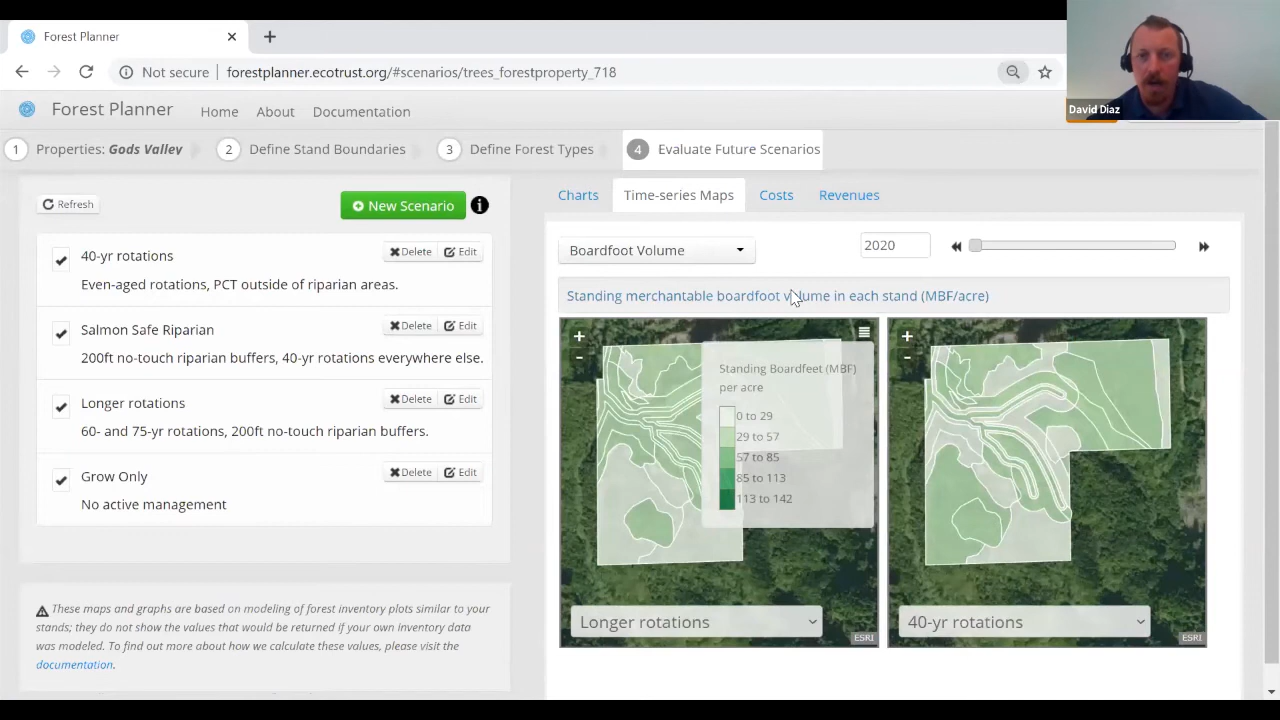 Forest Planner
Not secure
forestplanner.ecotrust.org/#scenarios/trees_forestproperty_718
David Diaz
Forest Planner
Home
About
Documentation
1
Properties: Gods Valley
2
Define Stand Boundaries
3
Define Forest Types
4
Evaluate Future Scenarios
Refresh
New Scenario
40-yr rotations
Delete
Edit
Even-aged rotations, PCT outside of riparian areas.
Salmon Safe Riparian
Delete
Edit
200ft no-touch riparian buffers, 40-yr rotations everywhere else.
Longer rotations
Delete
Edit
60- and 75-yr rotations, 200ft no-touch riparian buffers.
Grow Only
Delete
Edit
No active management
These maps and graphs are based on modeling of forest inventory plots similar to your
stands; they do not show the values that would be returned if your own inventory data
was modeled. To find out more about how we calculate these values, please visit the
documentation.
Charts
Time-series Maps
Costs
Revenues
Boardfoot Volume
2020
Standing merchantable boardfoot volume in each stand (MBF/acre)
Standing Boardfeet (MBF)
per acre
0 to 29
29 to 57
57 to 85
85 to 113
113 to 142
Longer rotations
ESRI
40-yr rotations
ESRI